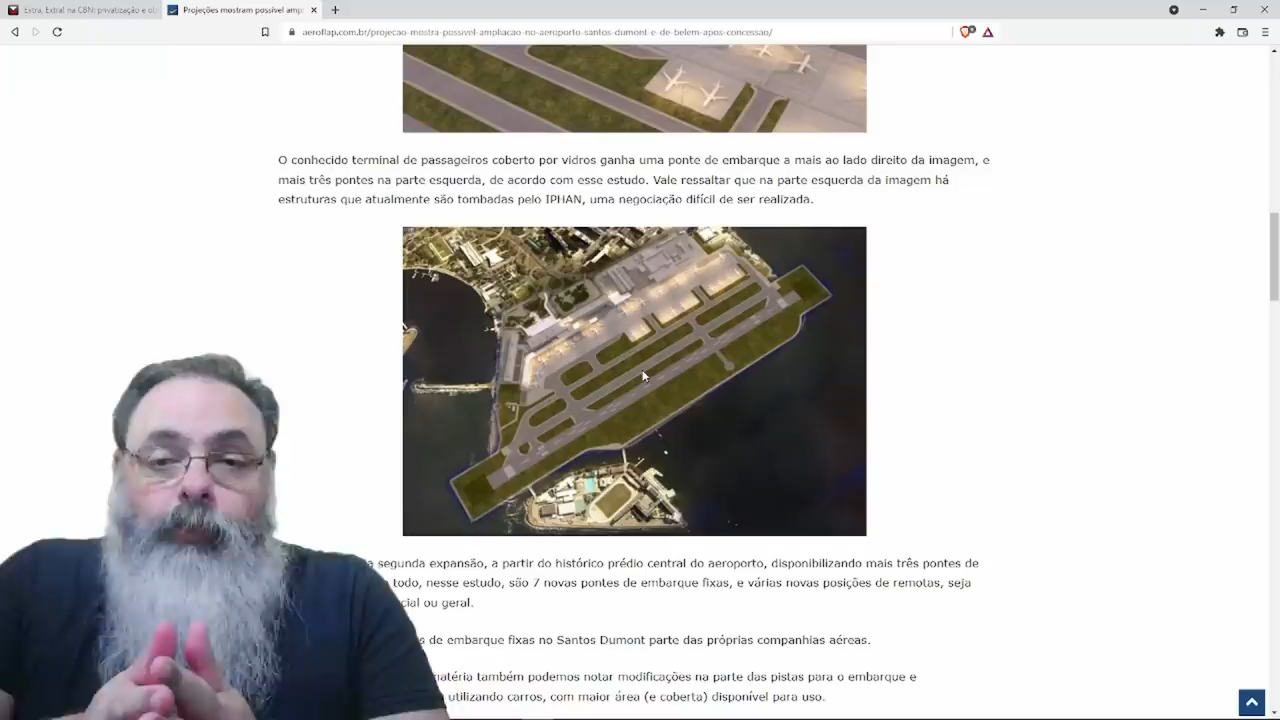 Extra, Extra! na CBN: privatização e oli
Projeções mostram possível amp
aeroflap.com.br/projecao-mostra-possivel-ampliacao-no-aeroporto-santos-dumont-e-de-belem-apos-concessao/
O conhecido terminal de passageiros coberto por vidros ganha uma ponte de embarque a mais ao lado direito da imagem, e
mais três pontes na parte esquerda, de acordo com esse estudo. Vale ressaltar que na parte esquerda da imagem há
estruturas que atualmente são tombadas pelo IPHAN, uma negociação difícil de ser realizada.
a segunda expansão, a partir do histórico prédio central do aeroporto, disponibilizando mais três pontes de
todo, nesse estudo, são 7 novas pontes de embarque fixas, e várias novas posições de remotas, seja
cial ou geral.
s de embarque fixas no Santos Dumont parte das próprias companhias aéreas.
matéria também podemos notar modificações na parte das pistas para o embarque e
utilizando carros, com maior área (e coberta) disponível para uso.